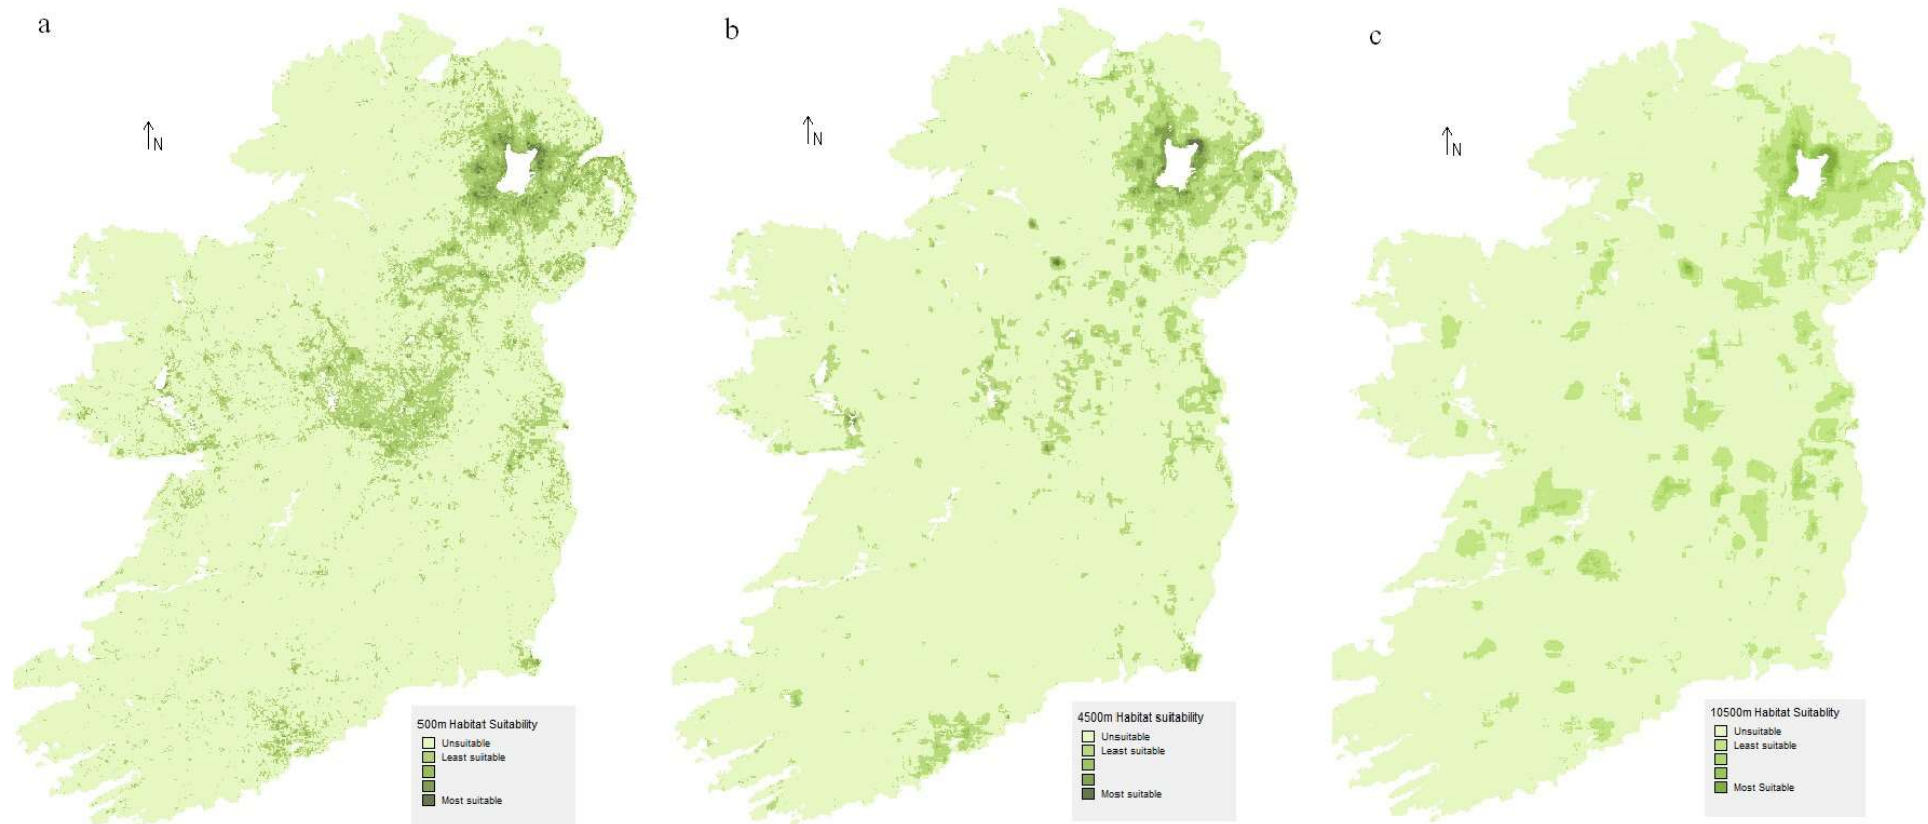 a
b
c
N
N
N
500m Habitat Suitability
Unsuitable
Least suitable
Most suitable
4500m Habitat suitability
Unsuitable
Least suitable
Most suitable
10500m Habitat Suitablity
Unsuitable
Least suitable
Most Suitable